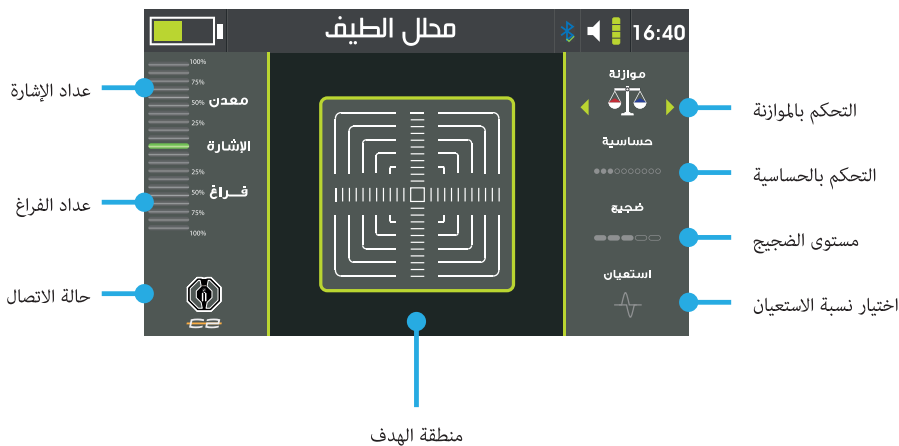 محلل الطيف
16:40
عداد الإشارة
عداد الفراغ
حالة الاتصال
100%
75%
50%
25%
معدن
الإشارة
فراغ
25%
50%
75%
100%
موازنة
حساسية
ضجيج
استعيان
التحكم بالموازنة
التحكم بالحساسية
مستوى الضجيج
اختيار نسبة الاستعيان
منطقة الهدف